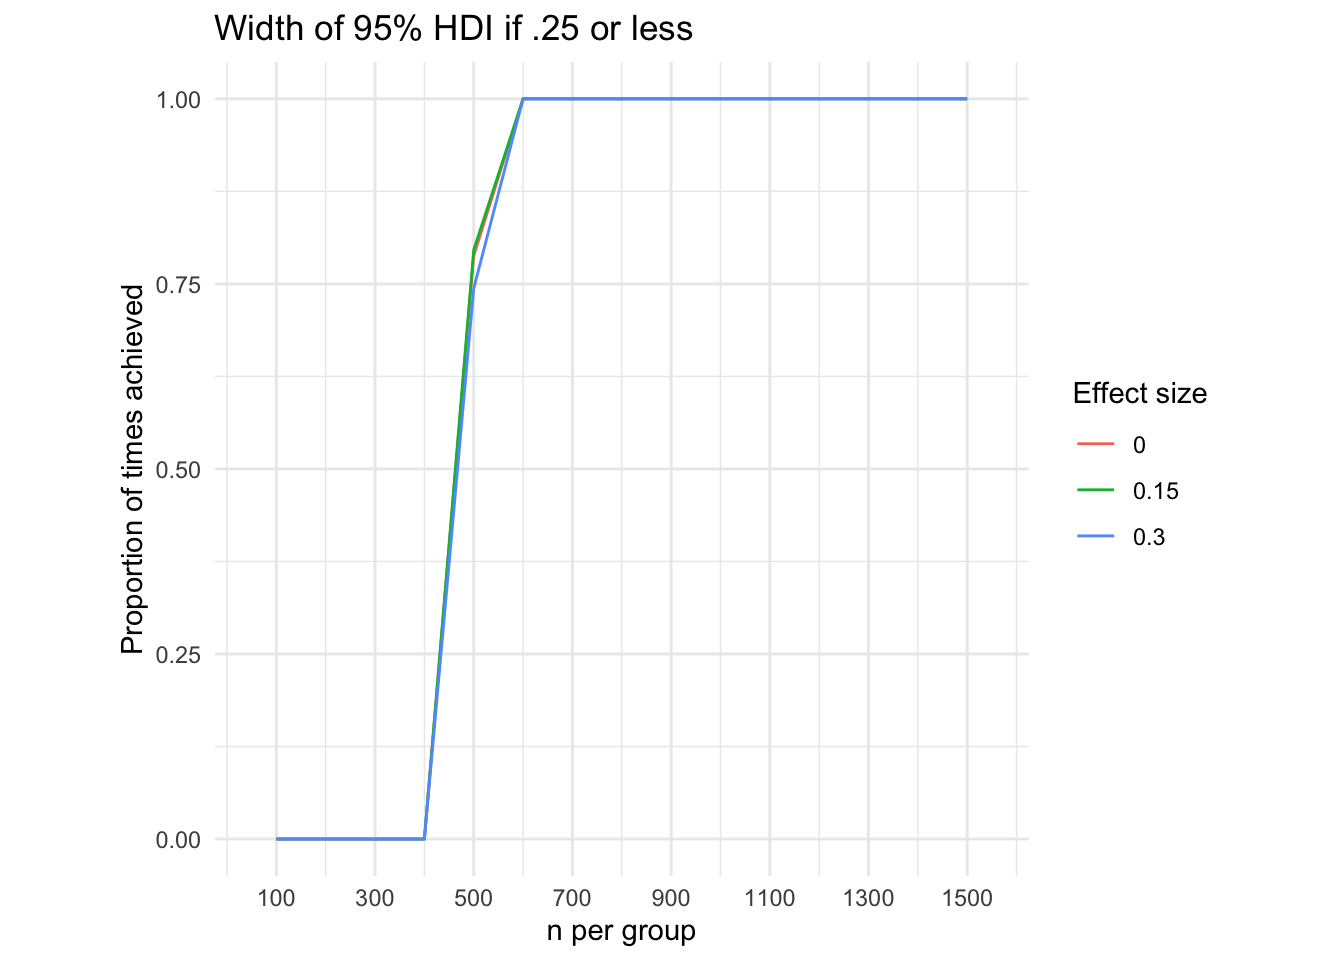 Width of 95% HDI if .25 or less
Proportion of times achieved
1.00
0.75
0.50
0.25
0.00
100 300 500 700 900 1100 1300 1500
n per group
Effect size
0
0.15
0.3